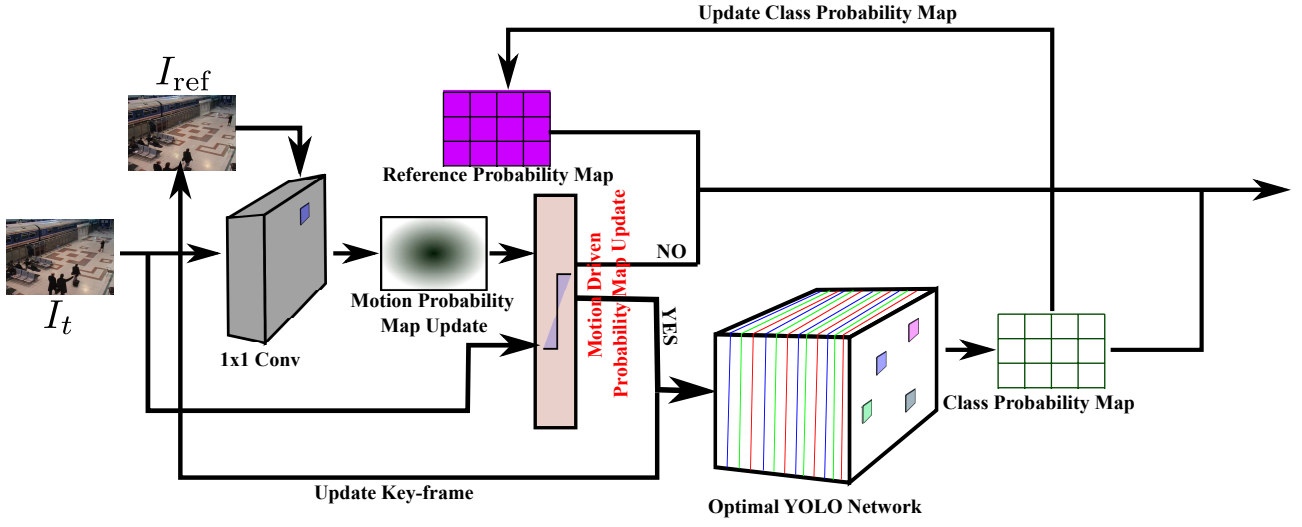 Update Class Probability Map
I_ref
Reference Probability Map
I_t
1x1 Conv
Motion Probability
Map Update
Motion Driven
Probability Map Update
NO
YES
Class Probability Map
Update Key-frame
Optimal YOLO Network